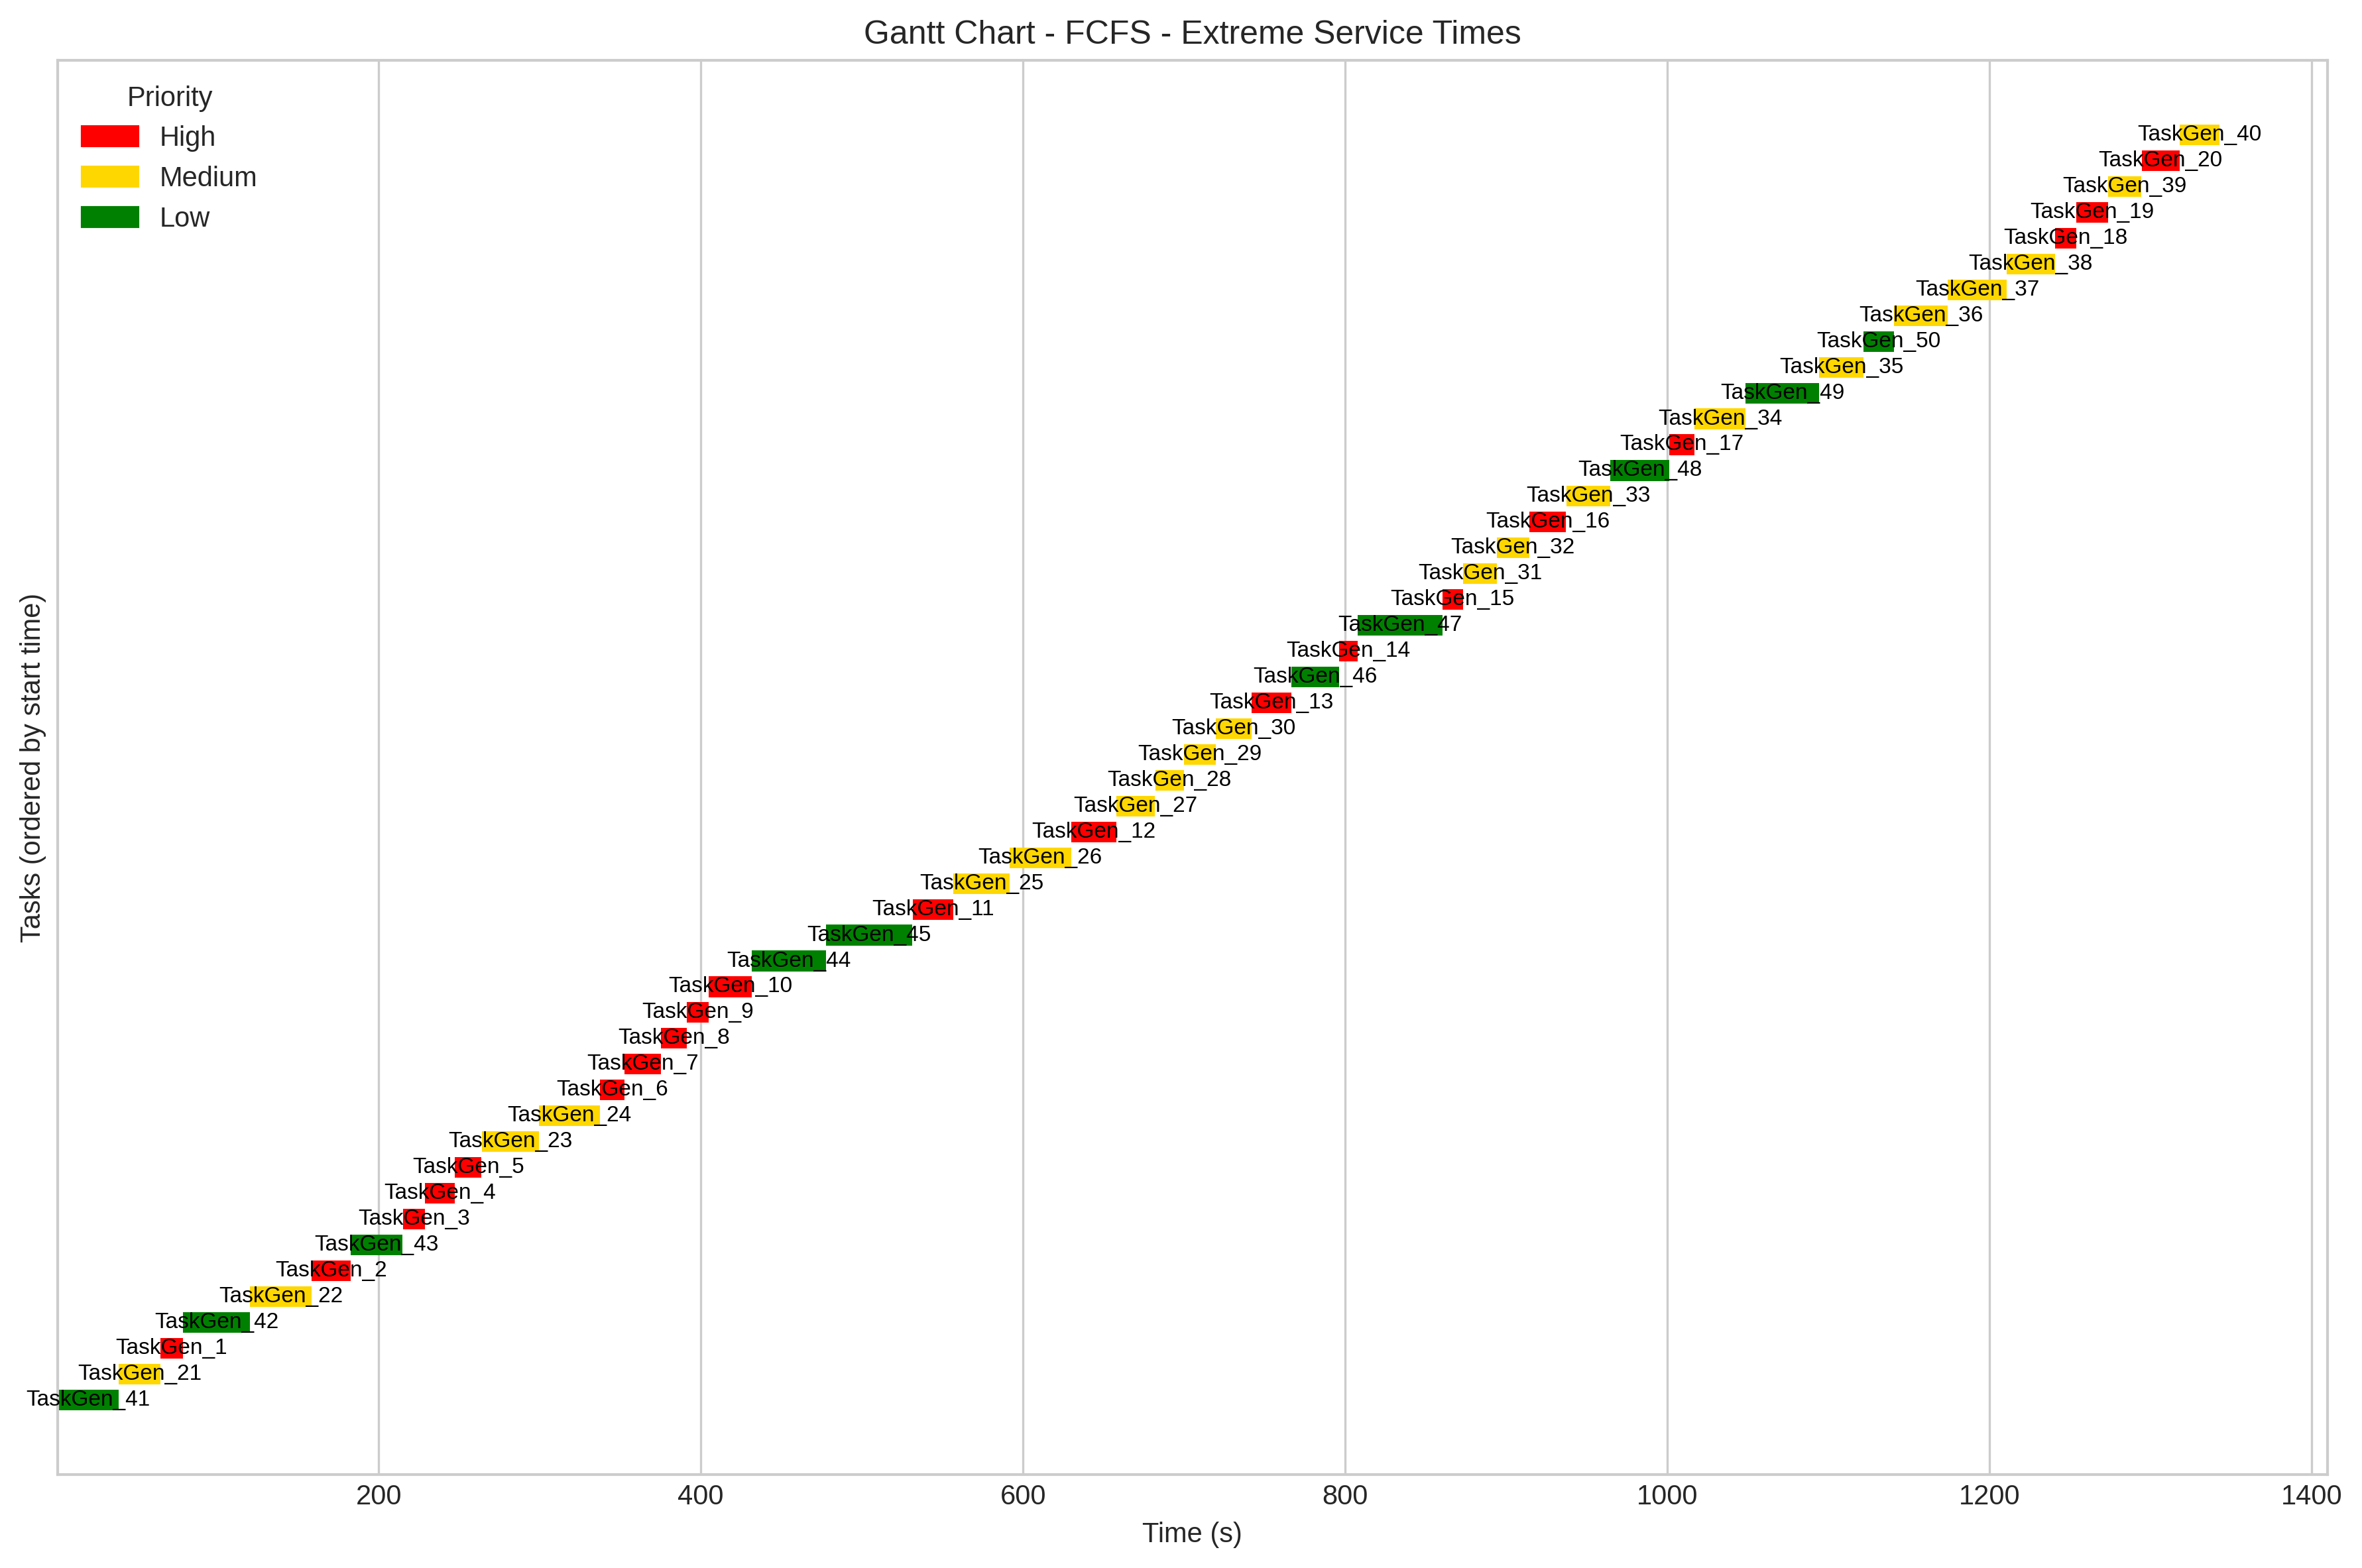 Gantt Chart - FCFS - Extreme Service Times
Priority
High
Medium
Low
TaskGen_40
TaskGen_20
TaskGen_39
TaskGen_19
TaskGen_18
TaskGen_38
TaskGen_37
TaskGen_36
TaskGen_50
TaskGen_35
TaskGen_49
TaskGen_34
TaskGen_17
TaskGen_48
TaskGen_33
TaskGen_16
TaskGen_32
TaskGen_31
TaskGen_15
TaskGen_47
TaskGen_14
TaskGen_46
TaskGen_13
TaskGen_30
TaskGen_29
TaskGen_28
TaskGen_27
TaskGen_12
TaskGen_26
TaskGen_25
TaskGen_11
TaskGen_45
TaskGen_44
TaskGen_10
TaskGen_9
TaskGen_8
TaskGen_7
TaskGen_6
TaskGen_24
TaskGen_23
TaskGen_5
TaskGen_4
TaskGen_3
TaskGen_43
TaskGen_2
TaskGen_22
TaskGen_42
TaskGen_1
TaskGen_21
TaskGen_41
Tasks (ordered by start time)
200 400 600 800 1000 1200 1400
Time (s)